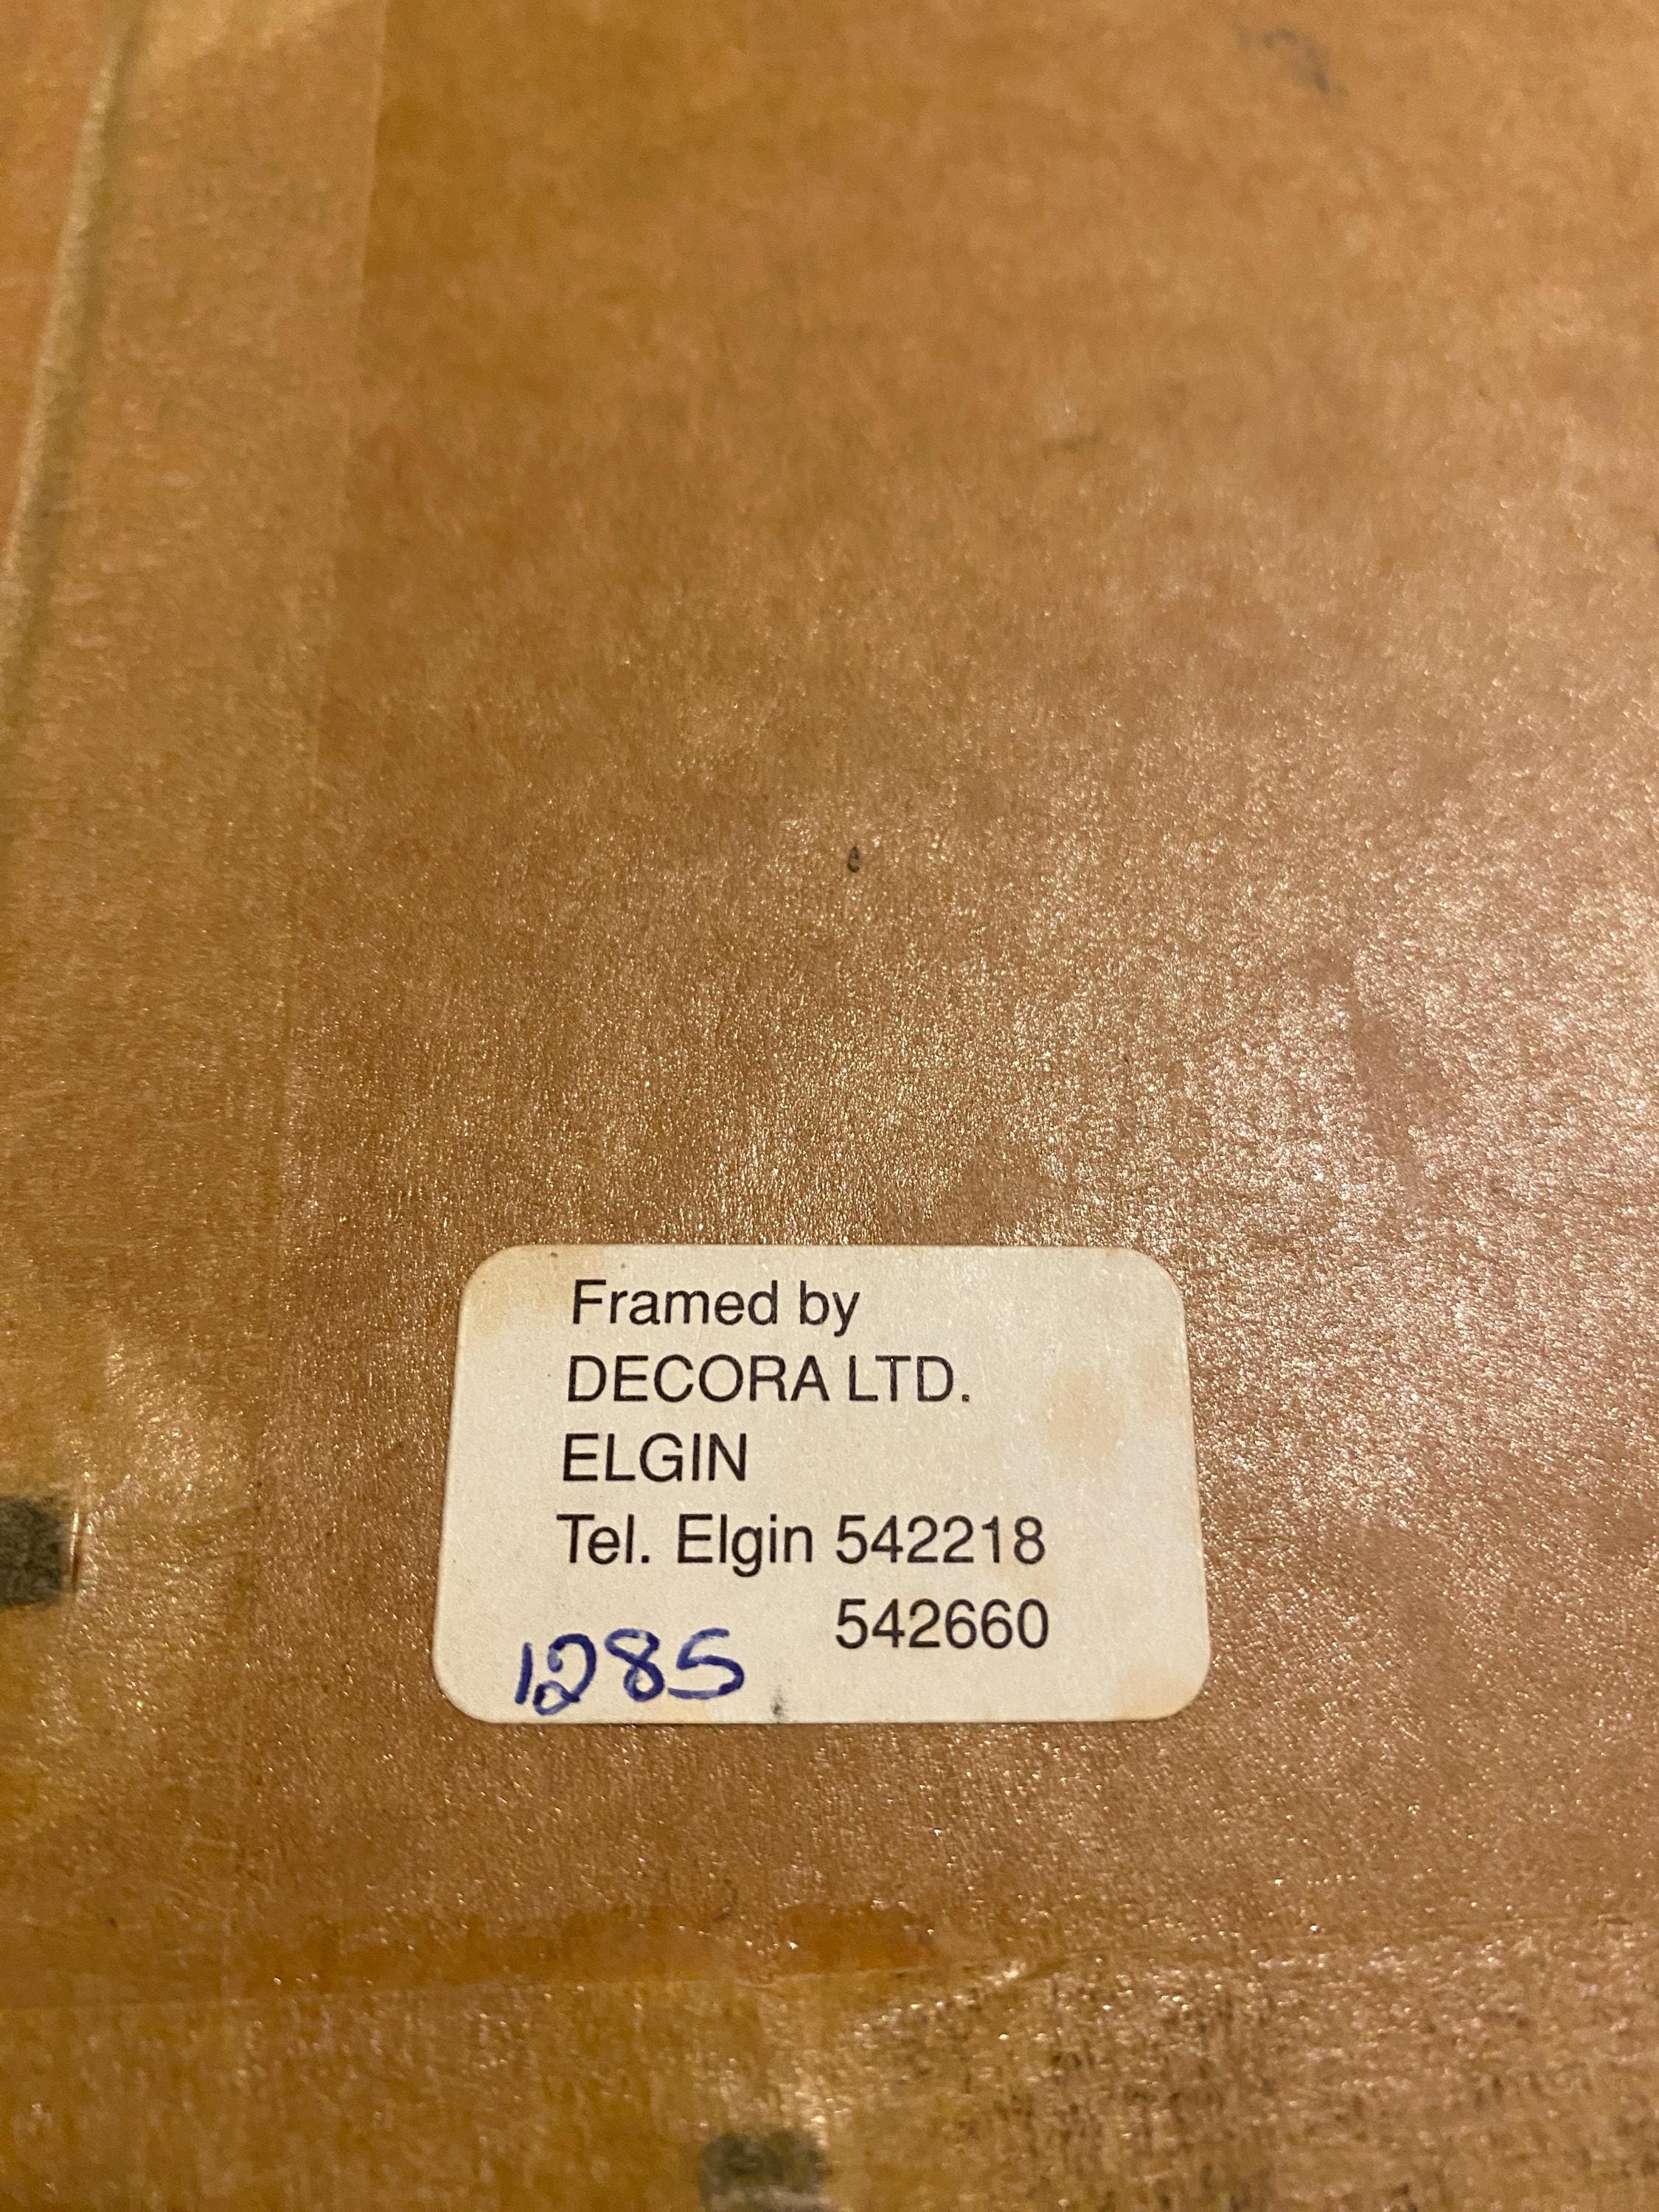 Framed by
DECORA LTD.
ELGIN
Tel. Elgin 542218
542660
1285